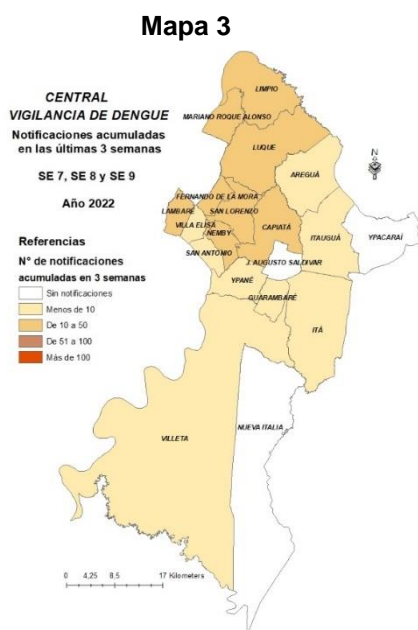 Mapa 3
CENTRAL
VIGILANCIA DE DENGUE
Notificaciones acumuladas
en las últimas 3 semanas
SE 7, SE 8 y SE 9
Año 2022
Referencias
N° de notificaciones
acumuladas en 3 semanas
Sin notificaciones
Menos de 10
De 10 a 50
De 51 a 100
Más de 100
LIMPIO
MARIANO ROQUE ALONSO
LUQUE
N
AREGUÁ
FERNANDO DE LA MORA
LAMBARÉ
SAN LORENZO
CAPIATÁ
VILLA ELISA
ÑEMBY
ITAUGUÁ
YPACARAÍ
SAN ANTONIO
J. AUGUSTO SALDIVAR
YPANÉ
GUARAMBARÉ
ITÁ
VILLETA
NUEVA ITALIA
0 4,25 8,5 17 Kilometers